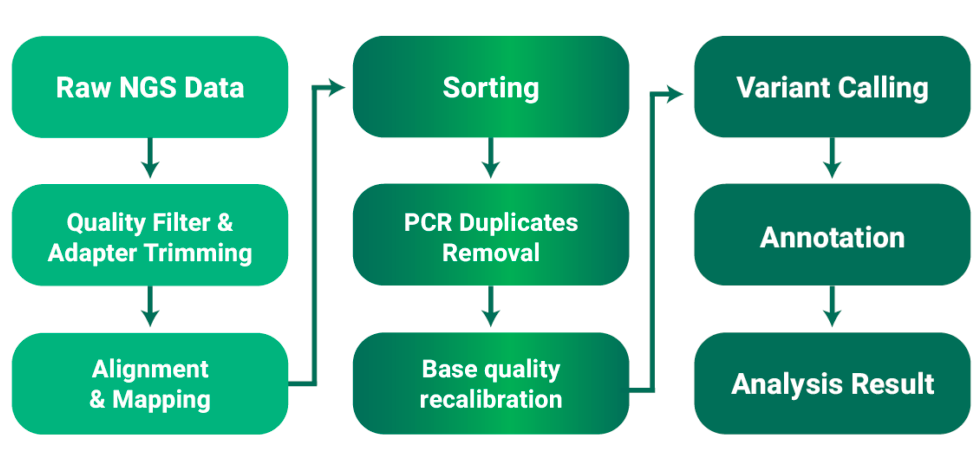 Raw NGS Data
Quality Filter &
Adapter Trimming
Alignment
& Mapping
Sorting
PCR Duplicates
Removal
Base quality
recalibration
Variant Calling
Annotation
Analysis Result